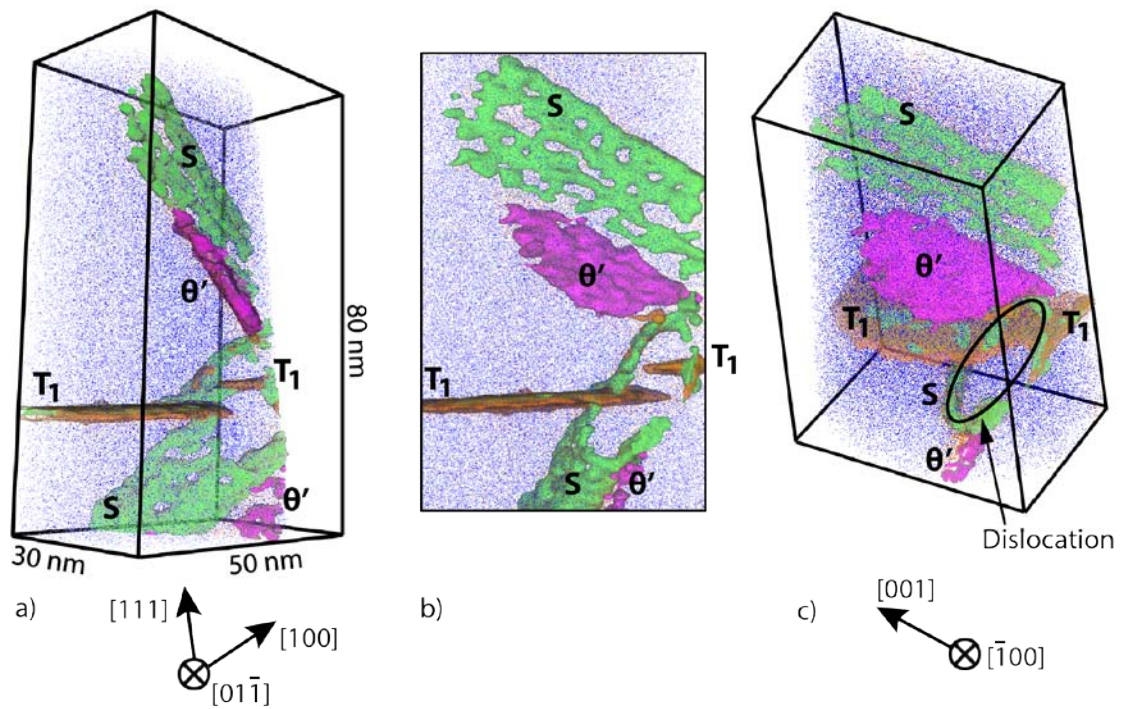 S
θ′
T₁
T₁
80 nm
S
θ′
30 nm
50 nm
a)
[111]
[100]
[011̅]
S
θ′
T₁
T₁
S
θ′
b)
S
θ′
T₁
T₁
S
θ′
Dislocation
c)
[001]
[1̅00]